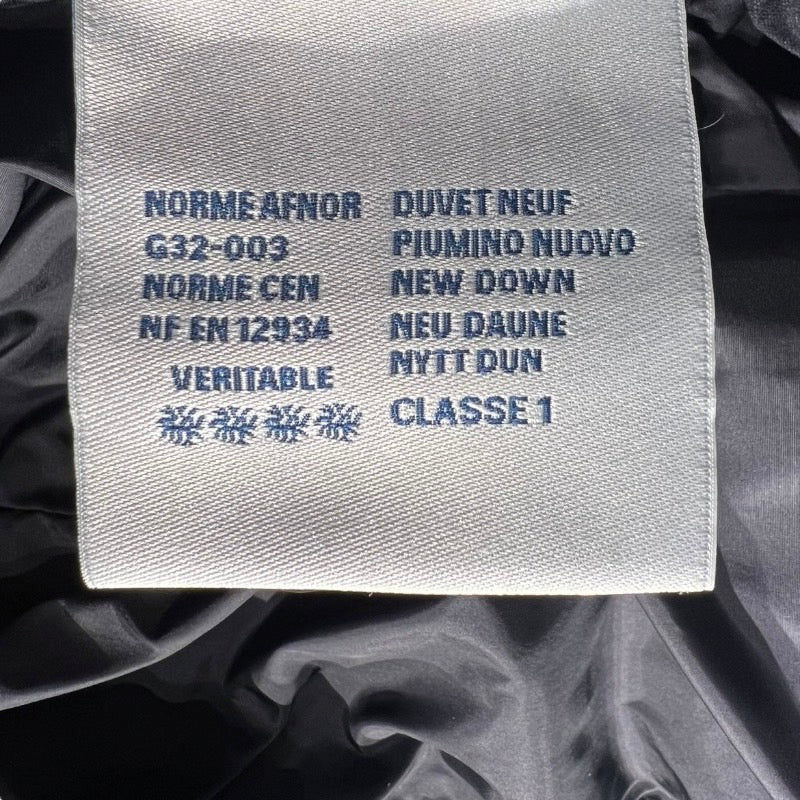 NORME AFNOR
G32-003
NORME CEN
NF EN 12934
VERITABLE
DUVET NEUF
PIUMINO NUOVO
NEW DOWN
NEU DAUNE
NYTT DUN
CLASSE 1